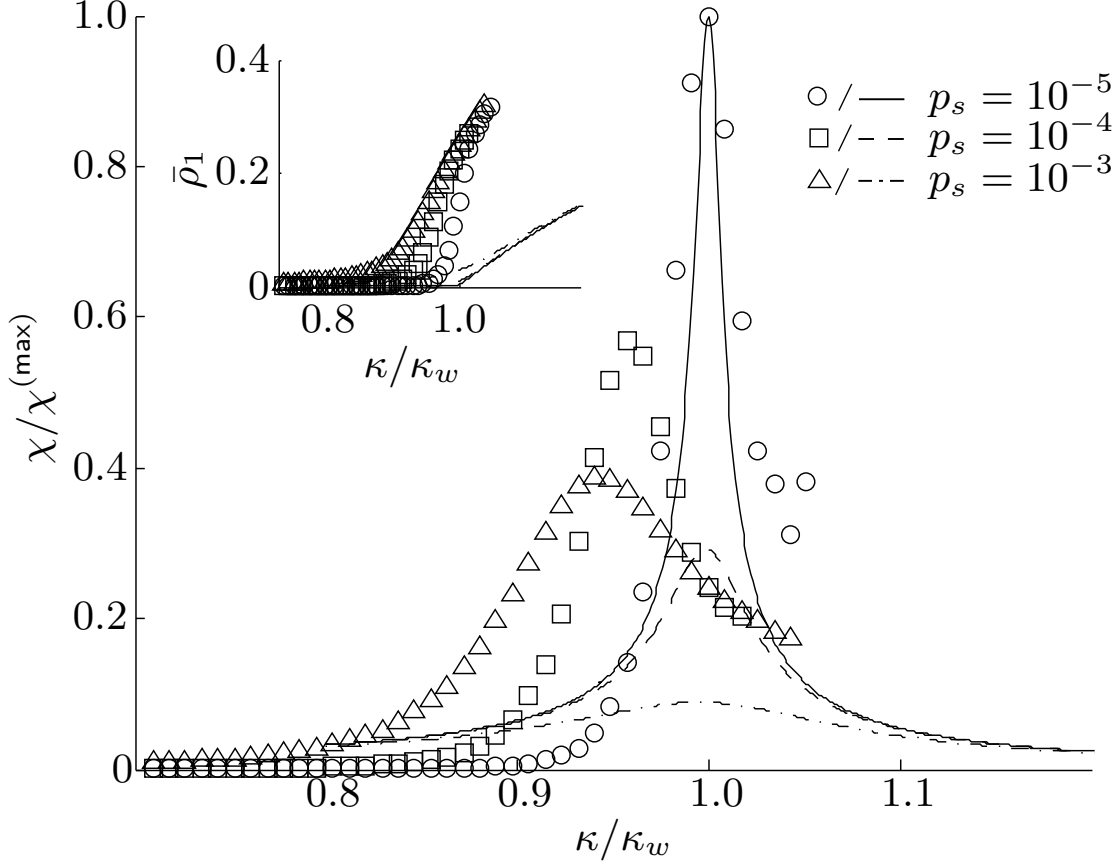 1.0
0.8
0.6
0.4
0.2
0
χ/χ^(max)
0.8
0.9
1.0
1.1
κ/κ_w
0.4
0.2
0
ρ̄₁
0.8
1.0
κ/κ_w
○/— p_s = 10⁻⁵
□/-- p_s = 10⁻⁴
△/-·- p_s = 10⁻³